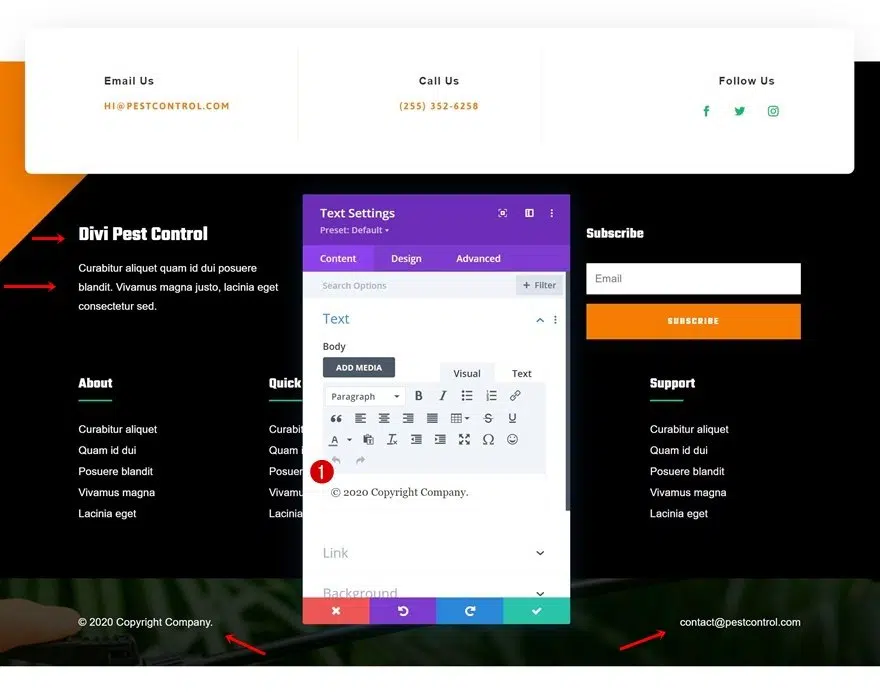 Email Us
HI@PESTCONTROL.COM
Call Us
(255) 352-6258
Follow Us
Divi Pest Control
Curabitur aliquet quam id dui posuere
blandit. Vivamus magna justo, lacinia eget
consectetur sed.
Text Settings
Preset: Default
Content Design Advanced
Search Options
+ Filter
Text
Body
ADD MEDIA
Visual Text
Paragraph
1
© 2020 Copyright Company.
Link
Background
Subscribe
Email
SUBSCRIBE
About
Curabitur aliquet
Quam id dui
Posuere blandit
Vivamus magna
Lacinia eget
Quick
Curabit
Quam i
Posuer
Vivamu
Lacinia
Support
Curabitur aliquet
Quam id dui
Posuere blandit
Vivamus magna
Lacinia eget
© 2020 Copyright Company.
contact@pestcontrol.com